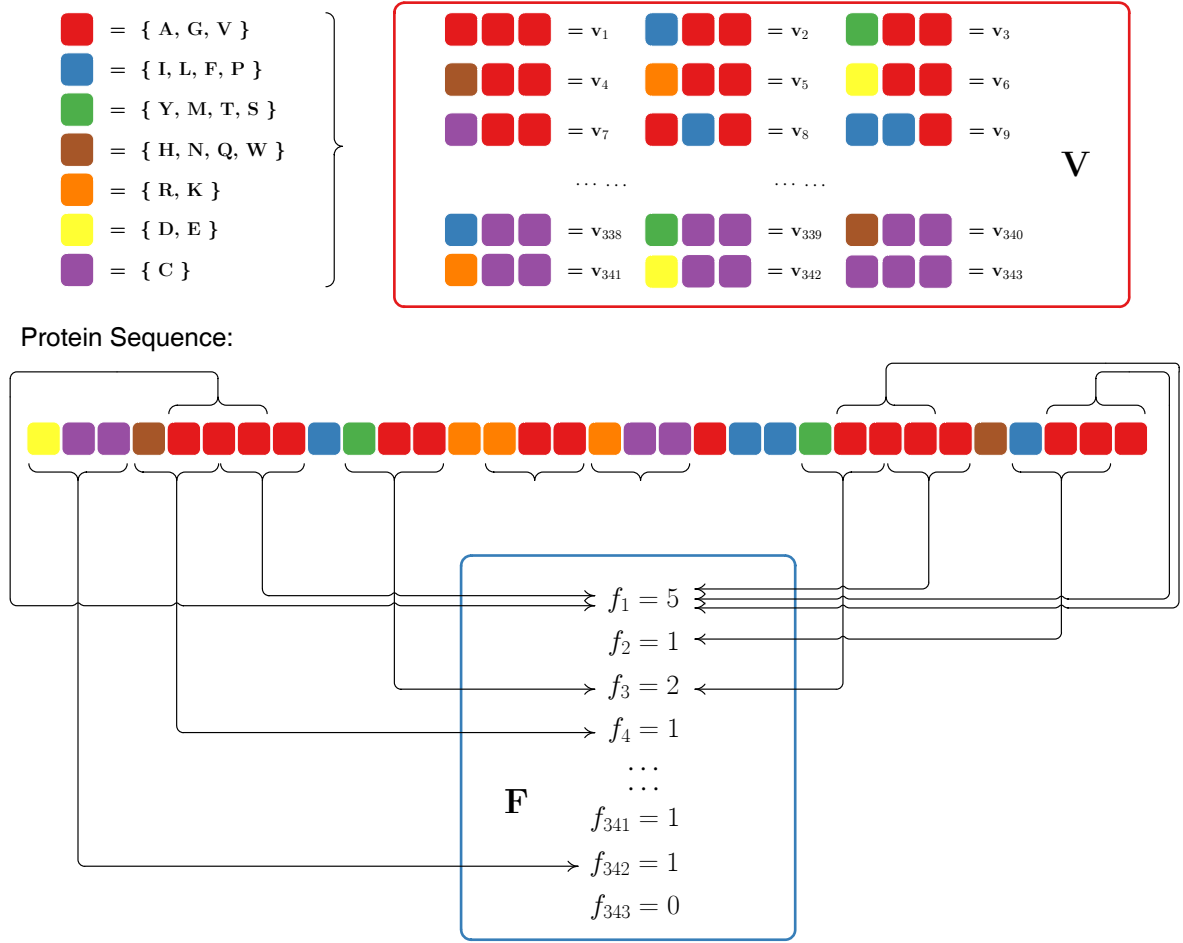 = { A, G, V }
= { I, L, F, P }
= { Y, M, T, S }
= { H, N, Q, W }
= { R, K }
= { D, E }
= { C }
= v₁ = v₂ = v₃
= v₄ = v₅ = v₆
= v₇ = v₈ = v₉
... ... ... ...
V
= v₃₃₈ = v₃₃₉ = v₃₄₀
= v₃₄₁ = v₃₄₂ = v₃₄₃
Protein Sequence:
f₁ = 5
f₂ = 1
f₃ = 2
f₄ = 1
...
...
F
f₃₄₁ = 1
f₃₄₂ = 1
f₃₄₃ = 0